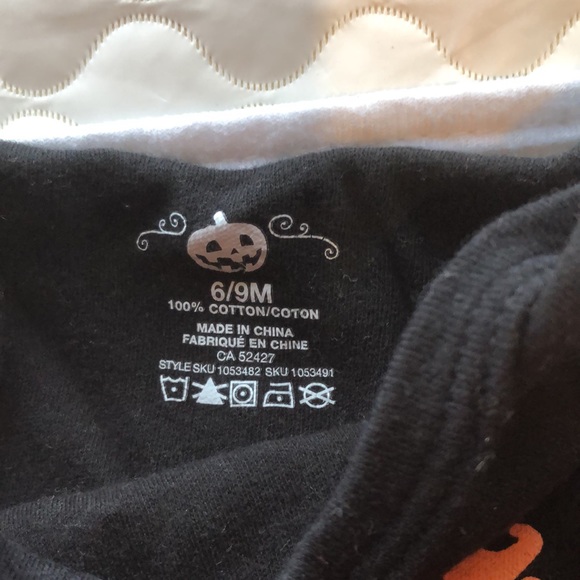 6/9M
100% COTTON/COTON
MADE IN CHINA
FABRIQUÉ EN CHINE
CA 52427
STYLE SKU 1053482 SKU 1053491